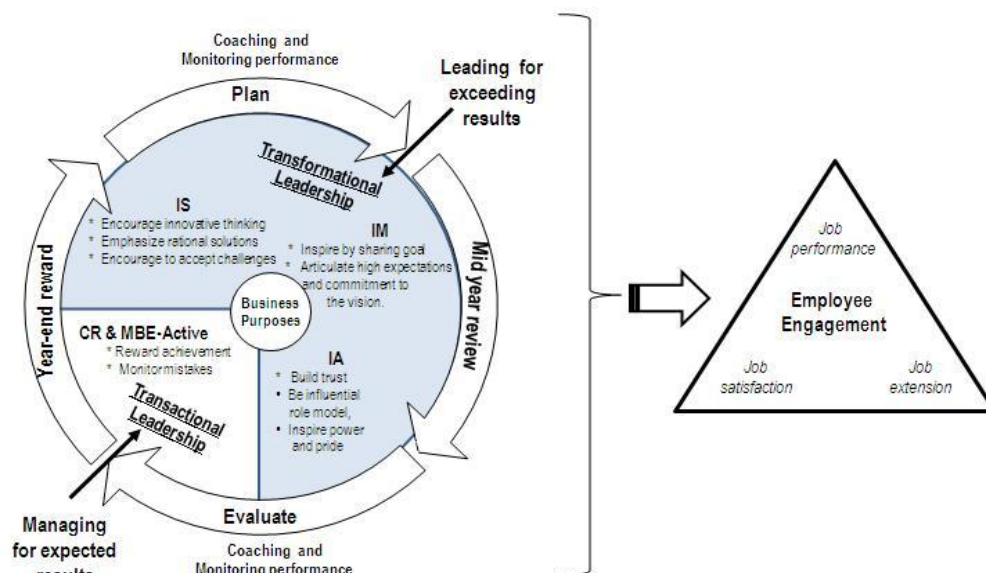 Coaching and
Monitoring performance
Plan
Leading for
exceeding
results
Transformational
Leadership
IS
* Encourage innovative thinking
* Emphasize rational solutions
* Encourage to accept challenges
IM
* Inspire by sharing goal
* Articulate high expectations
and commitment to
the vision.
Mid year review
Year-end reward
Business
Purposes
CR & MBE-Active
* Reward achievement
* Monitor mistakes
Transactional
Leadership
IA
* Build trust
• Be influential
role model,
• Inspire power
and pride
Evaluate
Managing
for expected
results
Coaching and
Monitoring performance
Job
performance
Employee
Engagement
Job
satisfaction
Job
extension